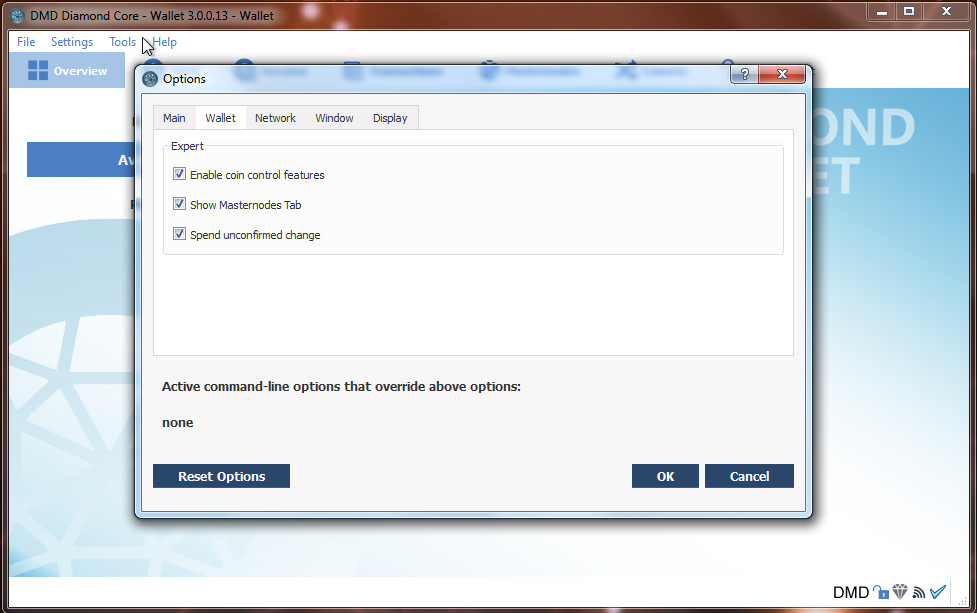 DMD Diamond Core - Wallet 3.0.0.13 - Wallet
File Settings Tools Help
Overview
Options
Main Wallet Network Window Display
Expert
Enable coin control features
Show Masternodes Tab
Spend unconfirmed change
Active command-line options that override above options:
none
Reset Options OK Cancel
DMD